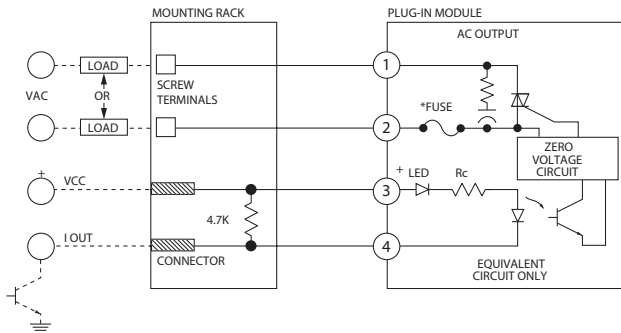 MOUNTING RACK
PLUG-IN MODULE
AC OUTPUT
LOAD
1
SCREW
TERMINALS
VAC
OR
*FUSE
LOAD
2
ZERO
VOLTAGE
CIRCUIT
+
VCC
3
+ LED
Rc
4.7K
I OUT
4
CONNECTOR
EQUIVALENT
CIRCUIT ONLY